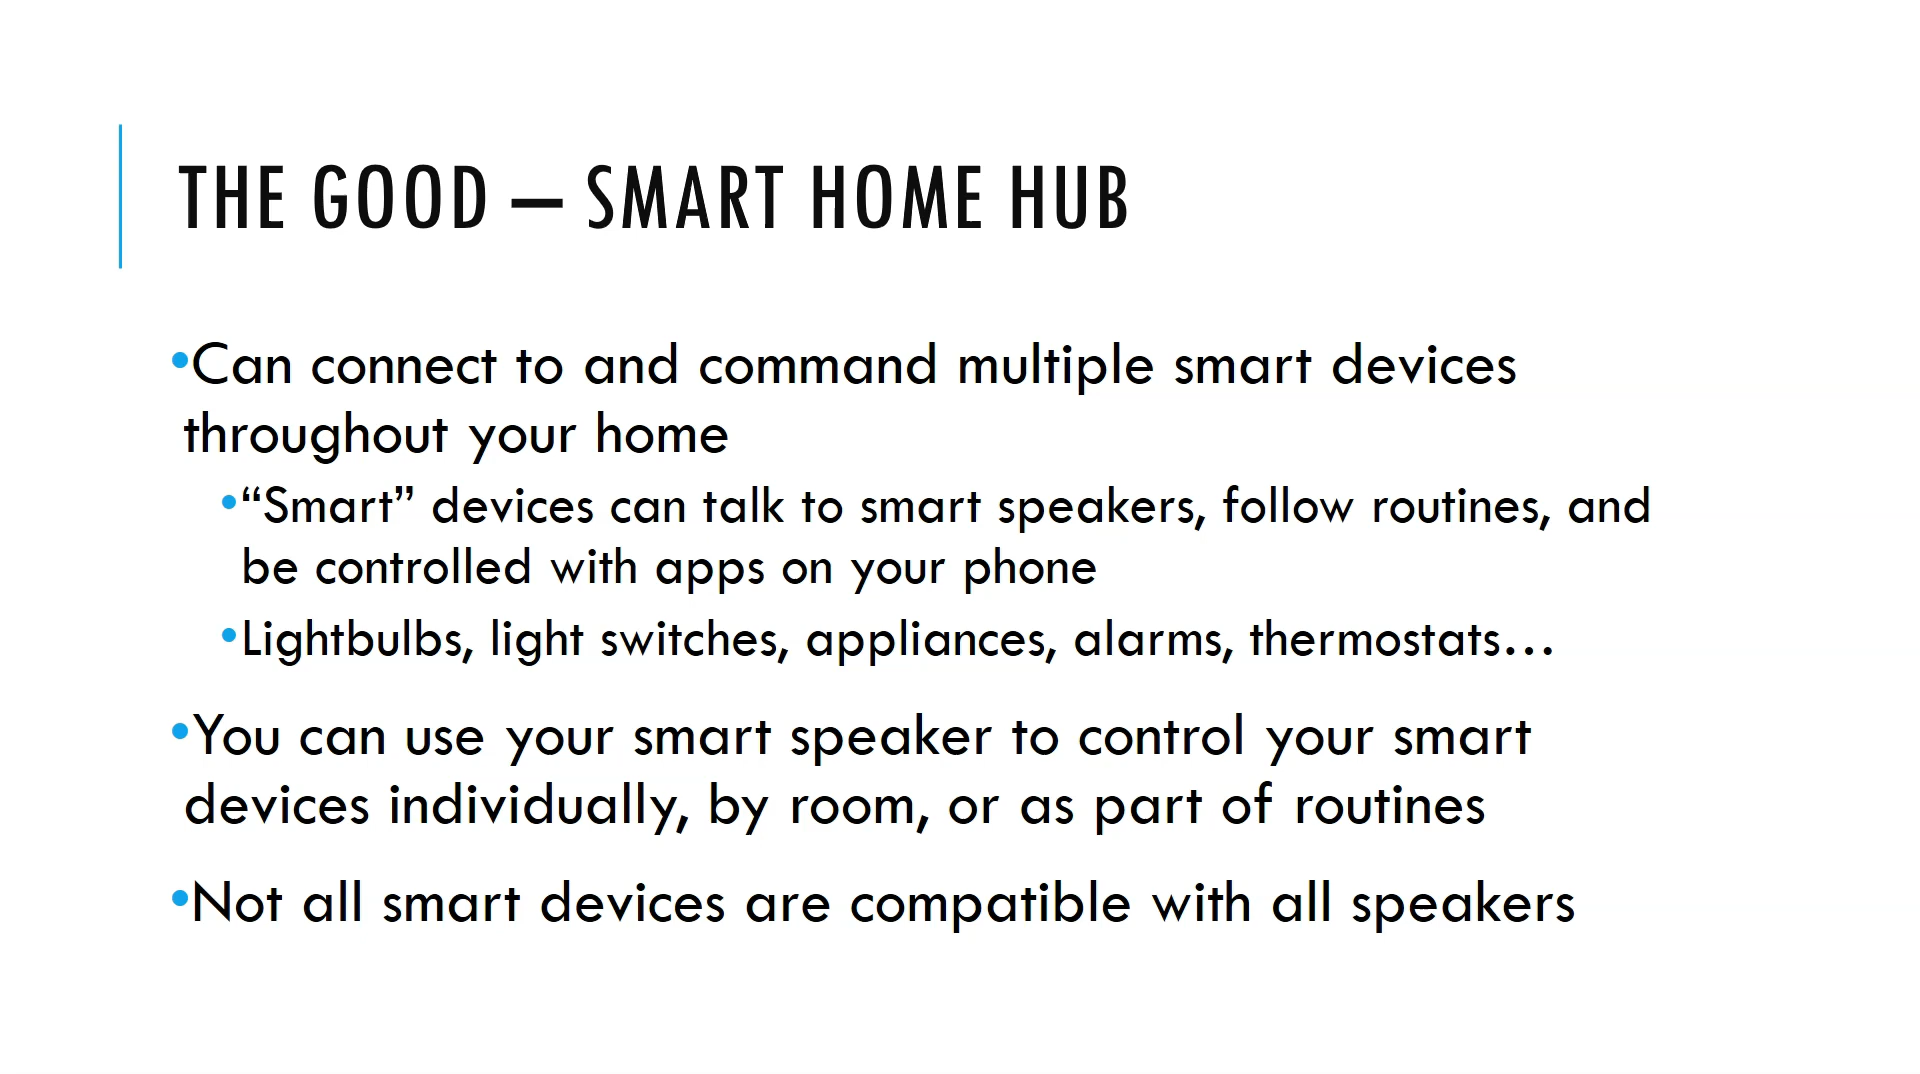 THE GOOD – SMART HOME HUB
•Can connect to and command multiple smart devices
throughout your home
•“Smart” devices can talk to smart speakers, follow routines, and
be controlled with apps on your phone
•Lightbulbs, light switches, appliances, alarms, thermostats…
•You can use your smart speaker to control your smart
devices individually, by room, or as part of routines
•Not all smart devices are compatible with all speakers